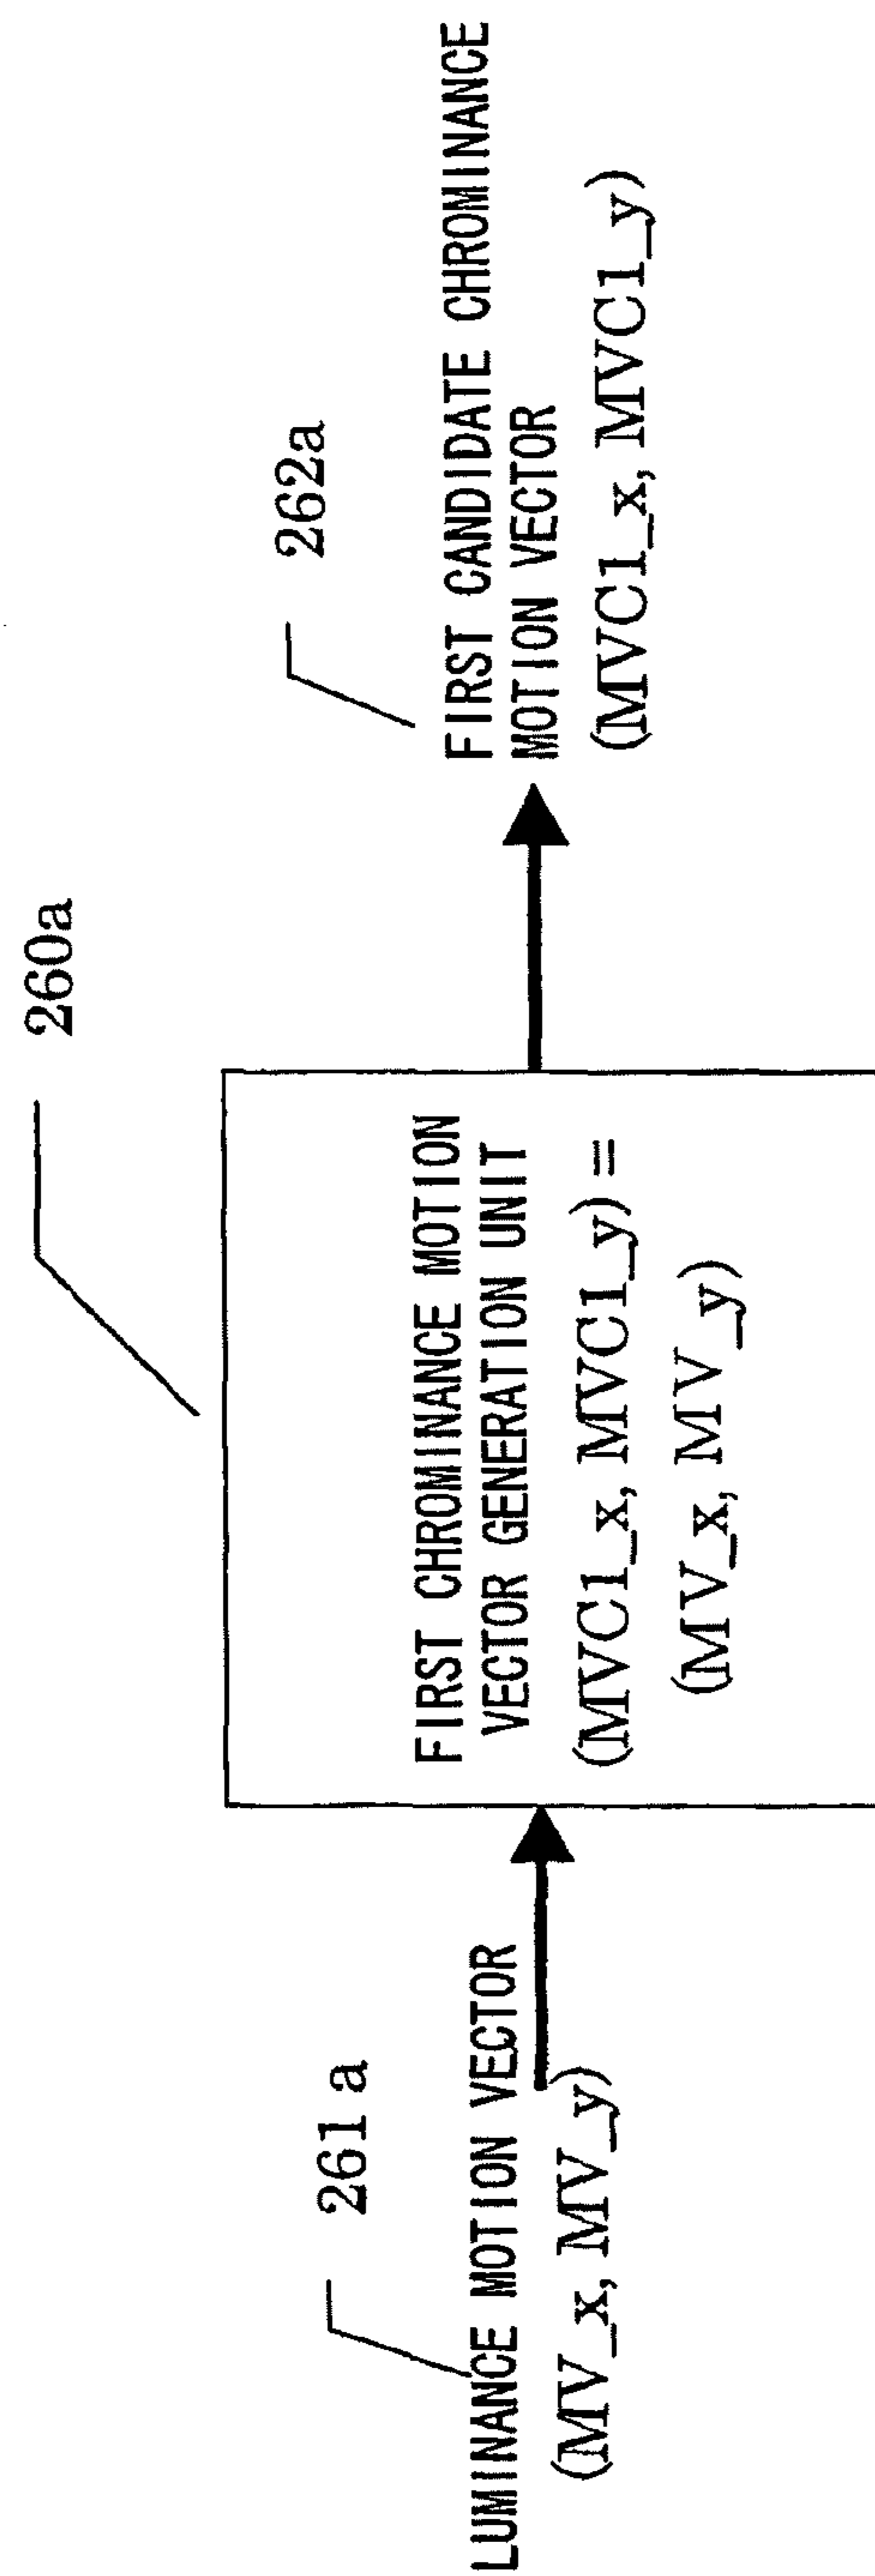 260a
261a
LUMINANCE MOTION VECTOR
(MV_x, MV_y)
FIRST CHROMINANCE MOTION
VECTOR GENERATION UNIT
(MVC1_x, MVC1_y) =
(MV_x, MV_y)
262a
FIRST CANDIDATE CHROMINANCE
MOTION VECTOR
(MVC1_x, MVC1_y)